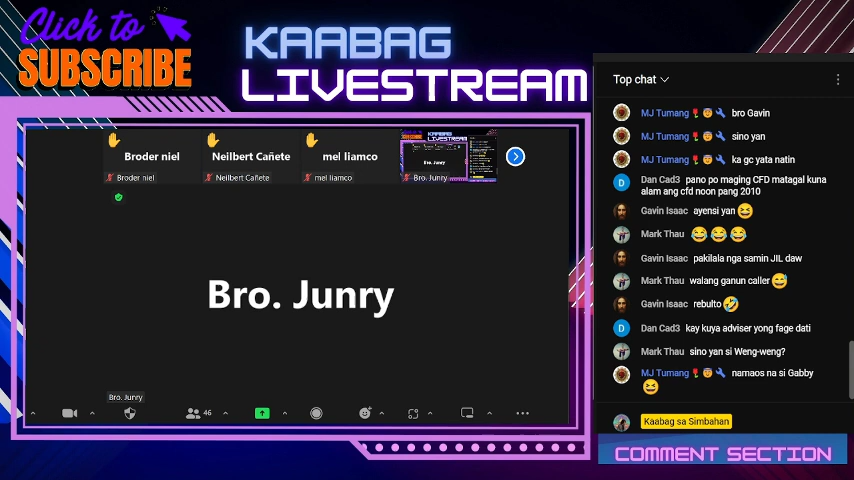 Click to
SUBSCRIBE
KAABAG
LIVESTREAM
Broder niel
Neilbert Cañete
mel liamco
Broder niel
Neilbert Cañete
mel liamco
Bro. Junry
Bro. Junry
Bro. Junry
46
Top chat
MJ Tumang bro Gavin
MJ Tumang sino yan
MJ Tumang ka gc yata natin
D
Dan Cad3 pano po maging CFD matagal kuna
alam ang cfd noon pang 2010
Gavin Isaac ayensi yan
Mark Thau
Gavin Isaac pakilala nga samin JIL daw
Mark Thau walang ganun caller
Gavin Isaac rebulto
D
Dan Cad3 kay kuya adviser yong fage dati
Mark Thau sino yan si Weng-weng?
MJ Tumang namaos na si Gabby
Kaabag sa Simbahan
COMMENT SECTION